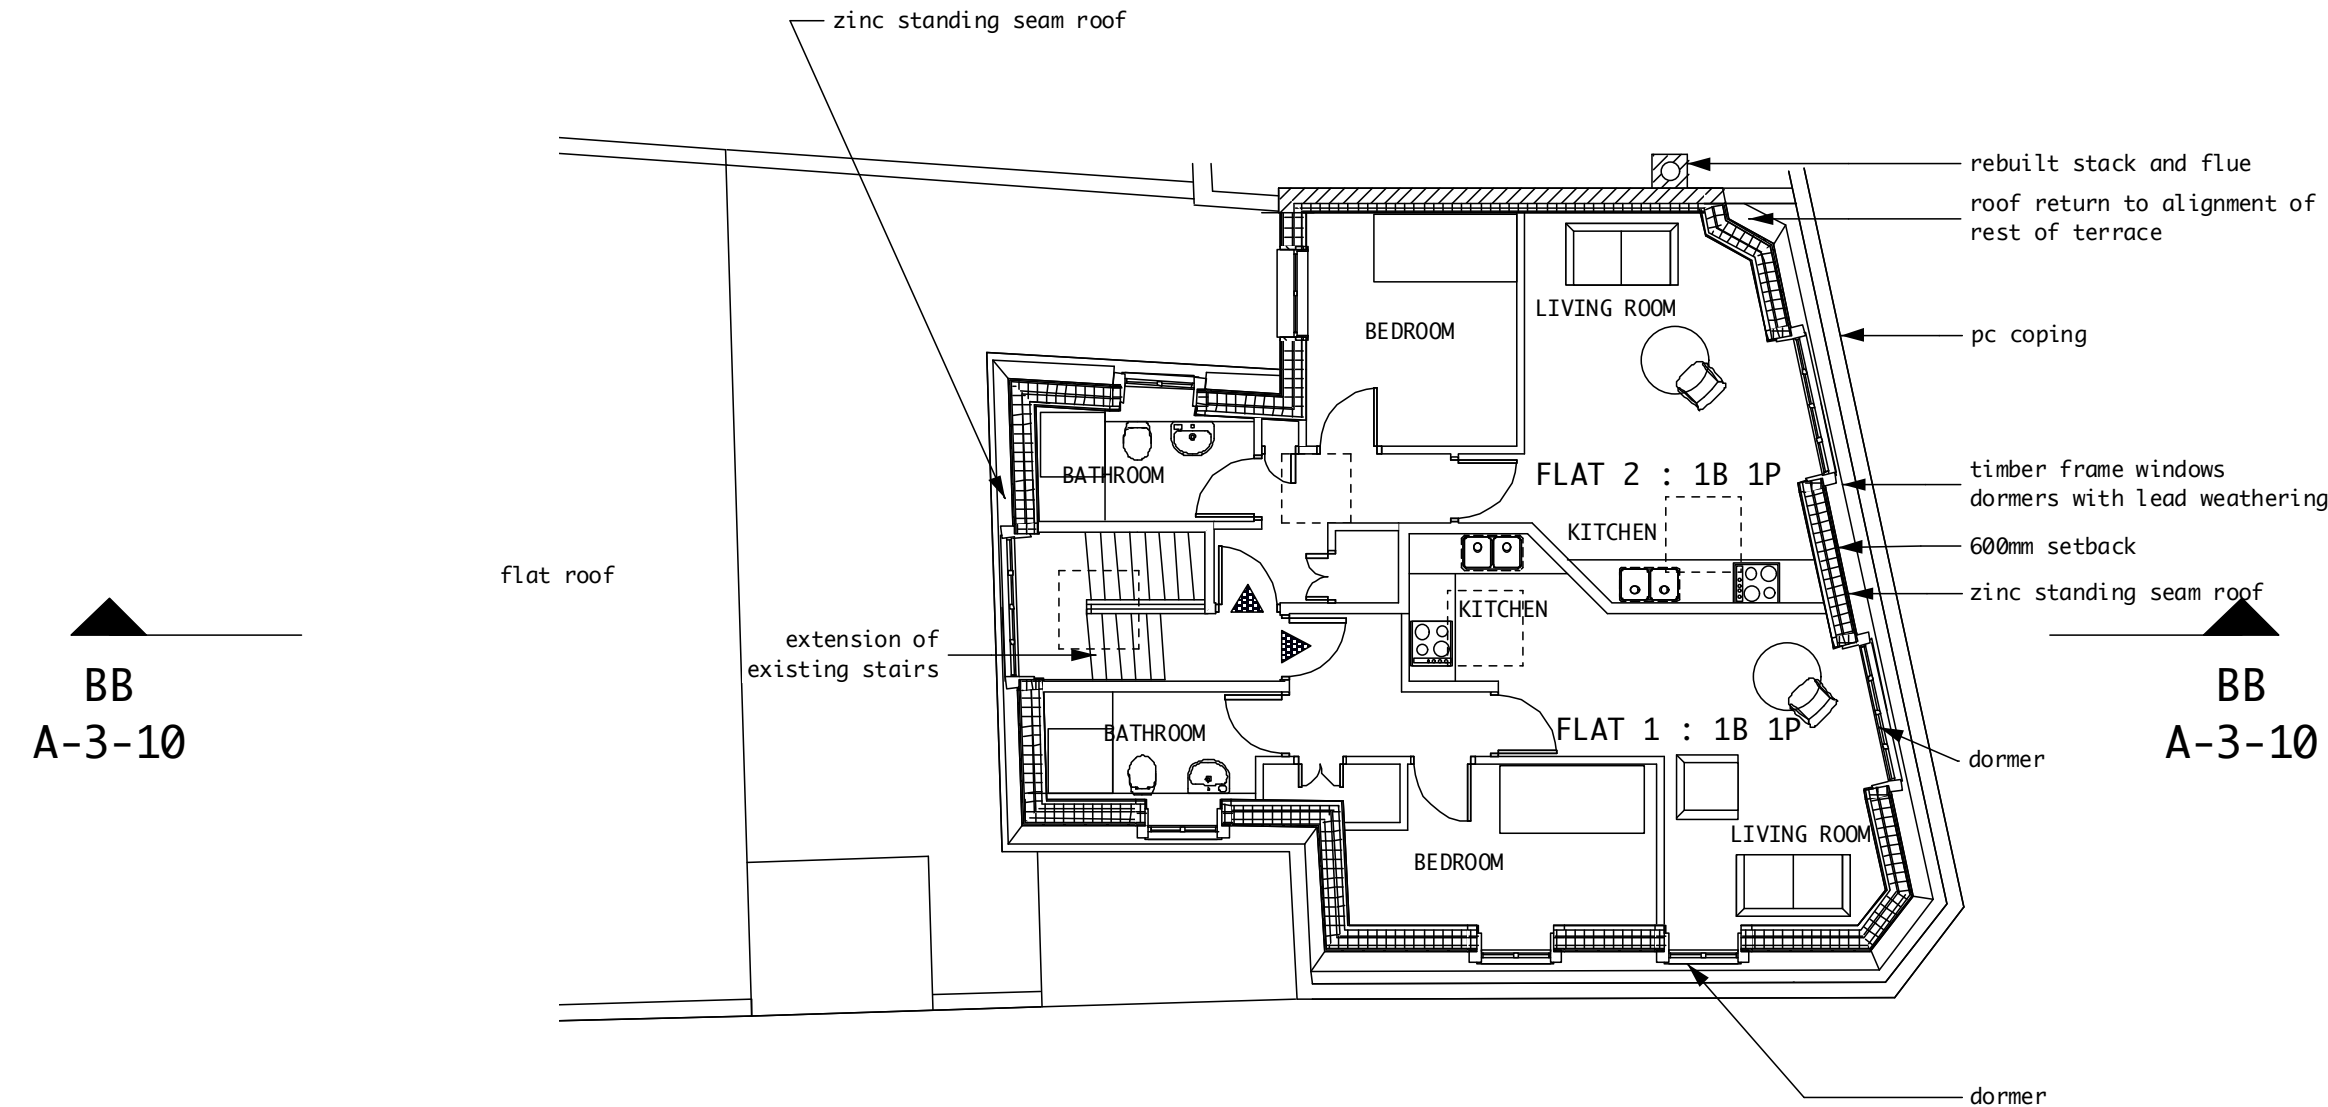 zinc standing seam roof
rebuilt stack and flue
roof return to alignment of
rest of terrace
LIVING ROOM
BEDROOM
pc coping
BATHROOM
FLAT 2 : 1B 1P
timber frame windows
dormers with lead weathering
KITCHEN
600mm setback
flat roof
zinc standing seam roof
KITCHEN
extension of
existing stairs
BB
A-3-10
BB
A-3-10
BATHROOM
FLAT 1 : 1B 1P
dormer
LIVING ROOM
BEDROOM
dormer